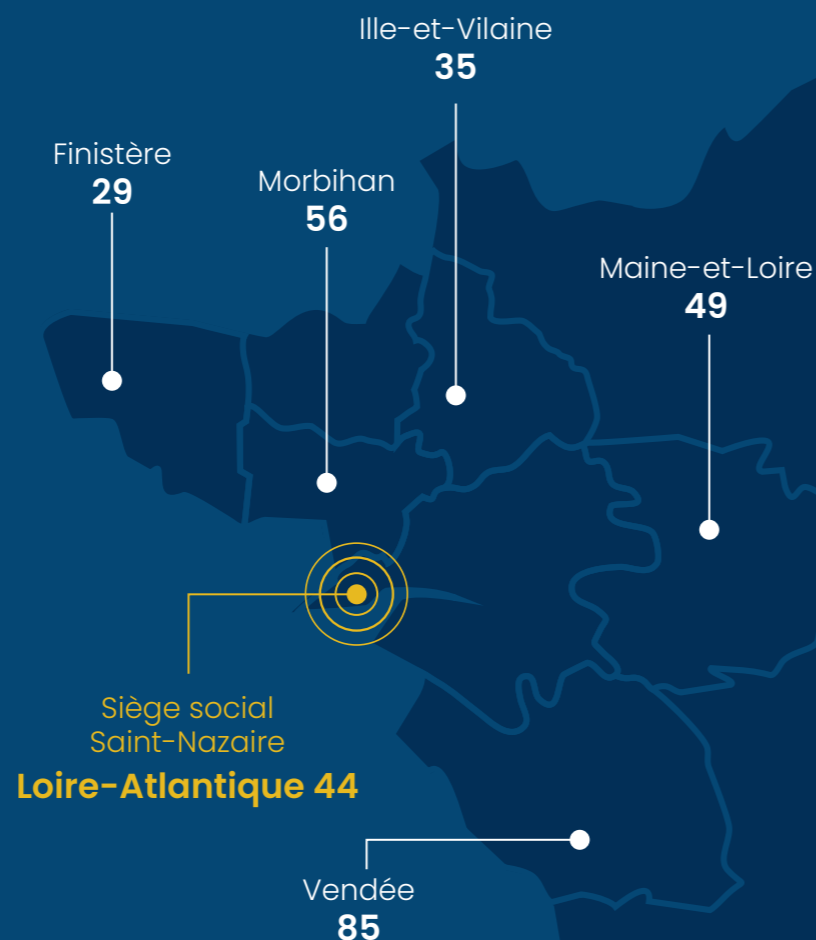 Ille-et-Vilaine
35
Finistère
29
Morbihan
56
Maine-et-Loire
49
Siège social
Saint-Nazaire
Loire-Atlantique 44
Vendée
85